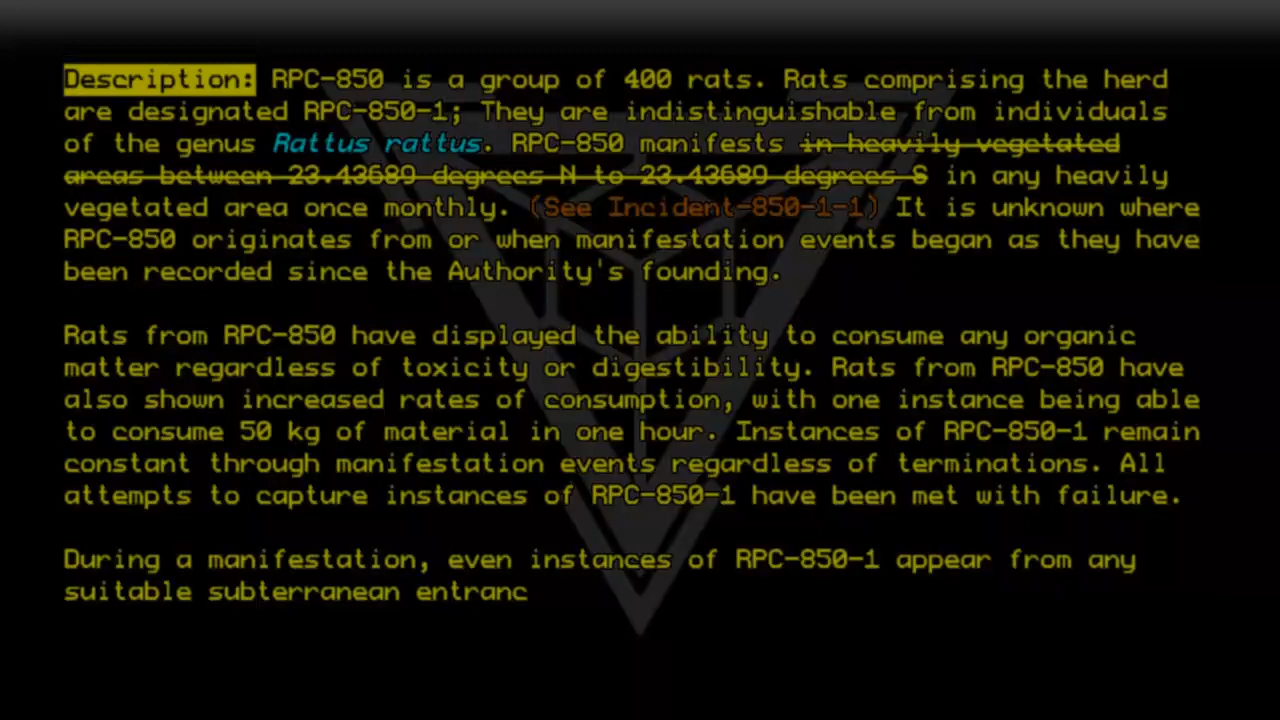 Description: RPC-850 is a group of 400 rats. Rats comprising the herd
are designated RPC-850-1; They are indistinguishable from individuals
of the genus Rattus rattus. RPC-850 manifests in heavily vegetated
areas between 23.43689 degrees N to 23.43689 degrees S in any heavily
vegetated area once monthly. (See Incident-850-1-1) It is unknown where
RPC-850 originates from or when manifestation events began as they have
been recorded since the Authority's founding.
Rats from RPC-850 have displayed the ability to consume any organic
matter regardless of toxicity or digestibility. Rats from RPC-850 have
also shown increased rates of consumption, with one instance being able
to consume 50 kg of material in one hour. Instances of RPC-850-1 remain
constant through manifestation events regardless of terminations. All
attempts to capture instances of RPC-850-1 have been met with failure.
During a manifestation, even instances of RPC-850-1 appear from any
suitable subterranean entranc